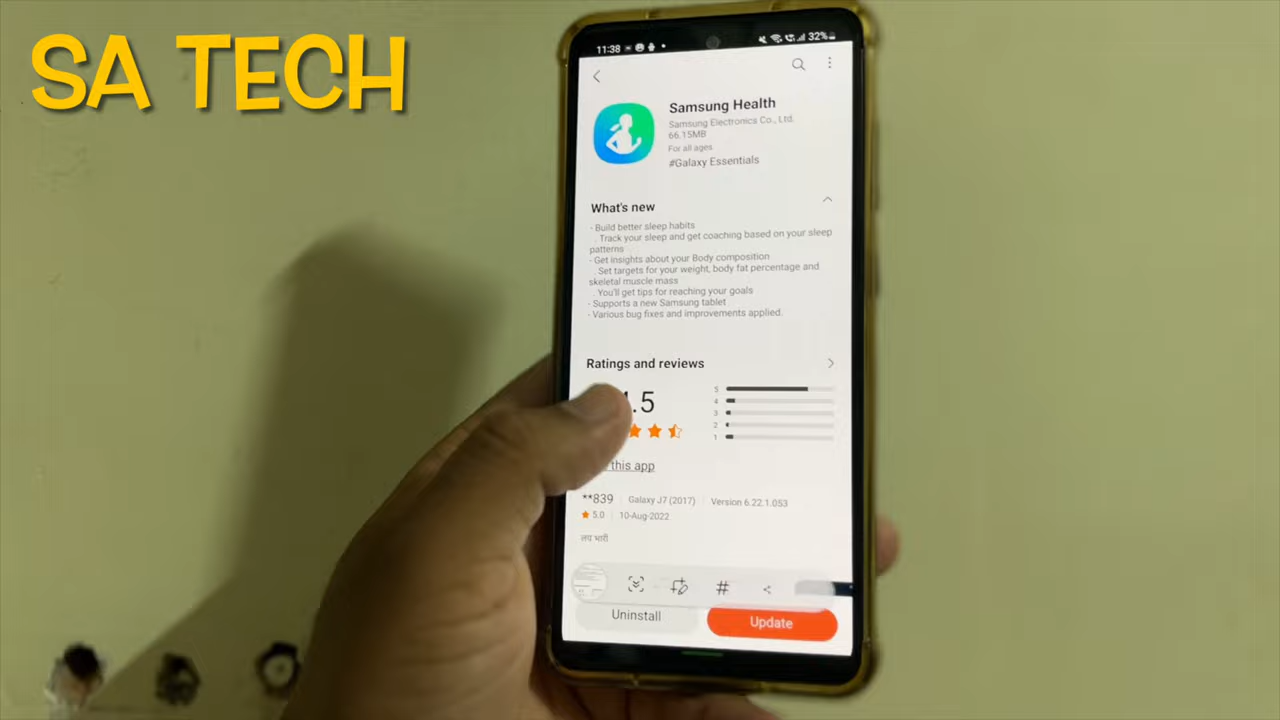 SA TECH
11:38
32%
Samsung Health
Samsung Electronics Co., Ltd.
66.15MB
For all ages
#Galaxy Essentials
What's new
- Build better sleep habits
. Track your sleep and get coaching based on your sleep
patterns
- Get insights about your Body composition
. Set targets for your weight, body fat percentage and
skeletal muscle mass
. You'll get tips for reaching your goals
- Supports a new Samsung tablet
- Various bug fixes and improvements applied.
Ratings and reviews
.5
5
4
3
2
1
this app
**839 Galaxy J7 (2017) Version 6.22.1.053
5.0 10-Aug-2022
लय भारी
#
Uninstall Update